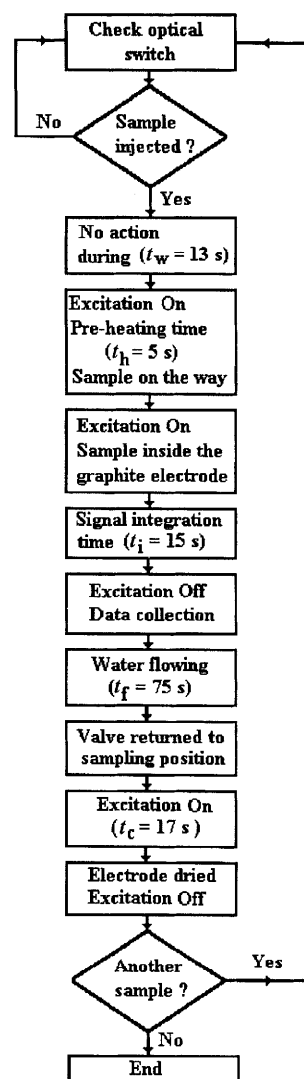 Check optical
switch
No
Sample
injected ?
Yes
No action
during (tw = 13 s)
Excitation On
Pre-heating time
(th = 5 s)
Sample on the way
Excitation On
Sample inside the
graphite electrode
Signal integration
time (ti = 15 s)
Excitation Off
Data collection
Water flowing
(tf = 75 s)
Valve returned to
sampling position
Excitation On
(tc = 17 s )
Electrode dried
Excitation Off
Another
sample ?
Yes
No
End